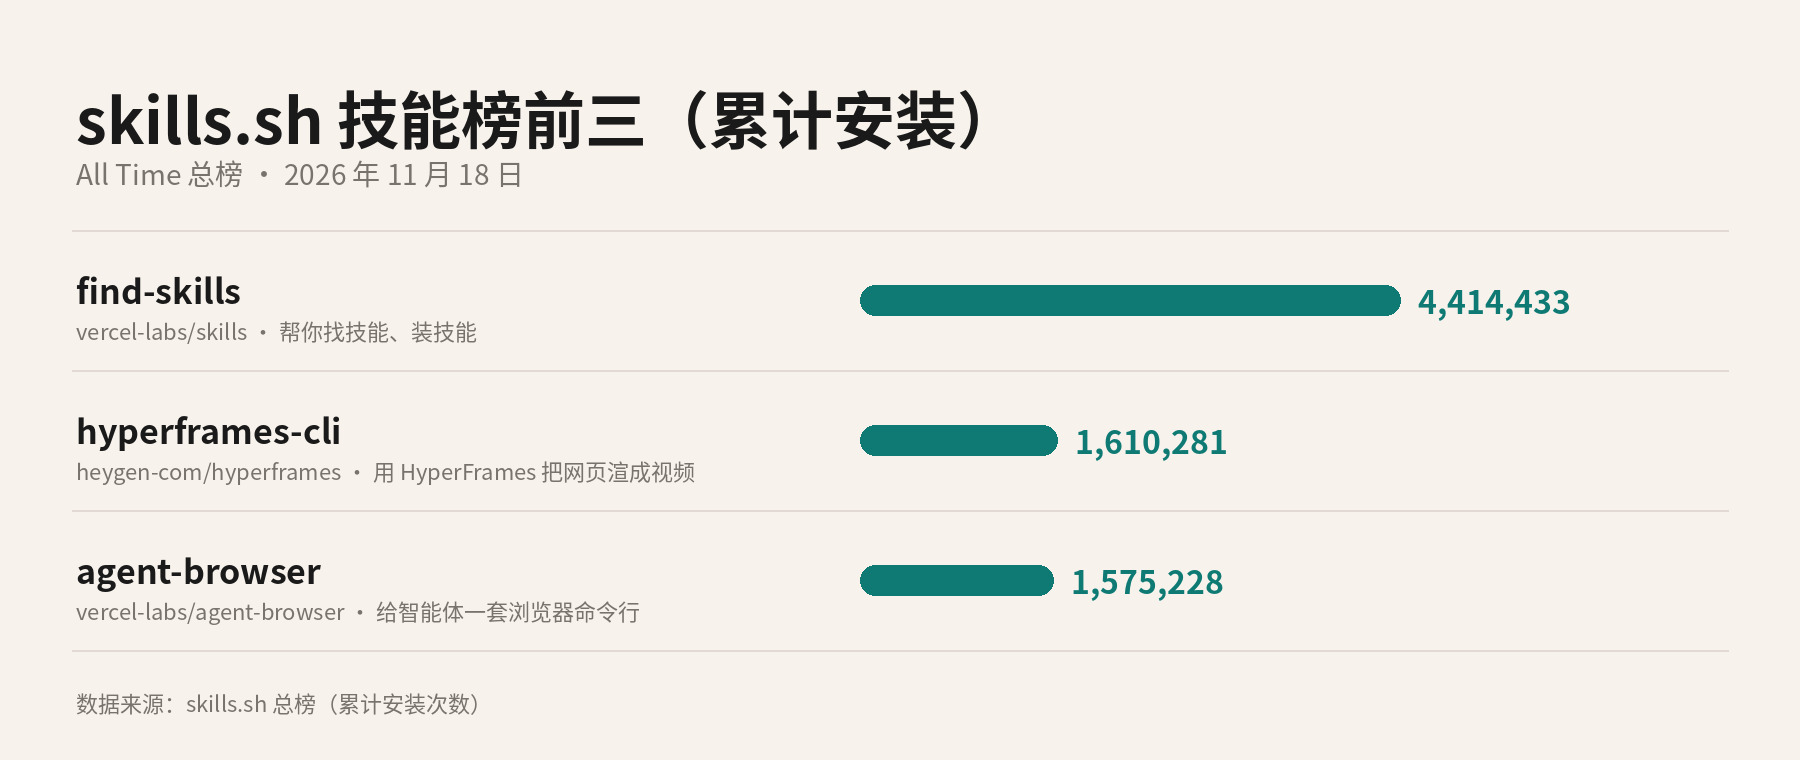 skills.sh 技能榜前三（累计安装）
All Time 总榜 · 2026 年 11 月 18 日
find-skills
4,414,433
vercel-labs/skills · 帮你找技能、装技能
hyperframes-cli
1,610,281
heygen-com/hyperframes · 用 HyperFrames 把网页渲成视频
agent-browser
1,575,228
vercel-labs/agent-browser · 给智能体一套浏览器命令行
数据来源：skills.sh 总榜（累计安装次数）